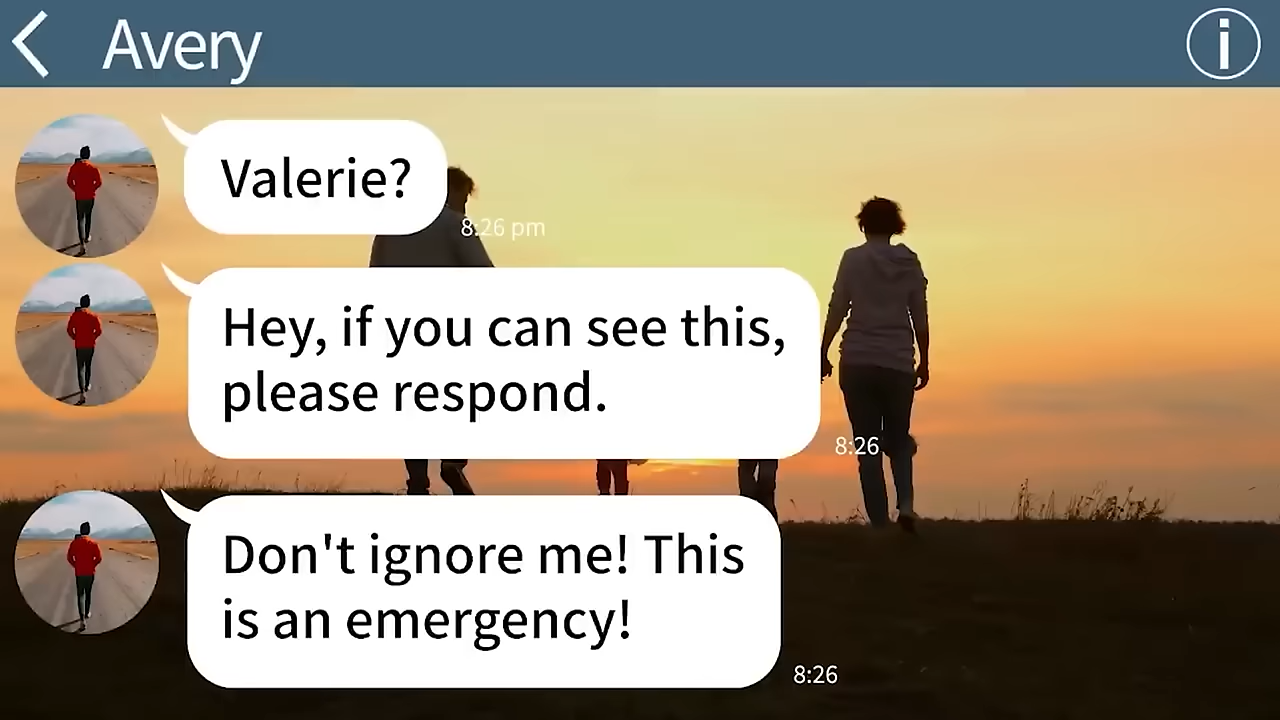 Avery
Valerie?
8:26 pm
Hey, if you can see this,
please respond.
8:26
Don't ignore me! This
is an emergency!
8:26